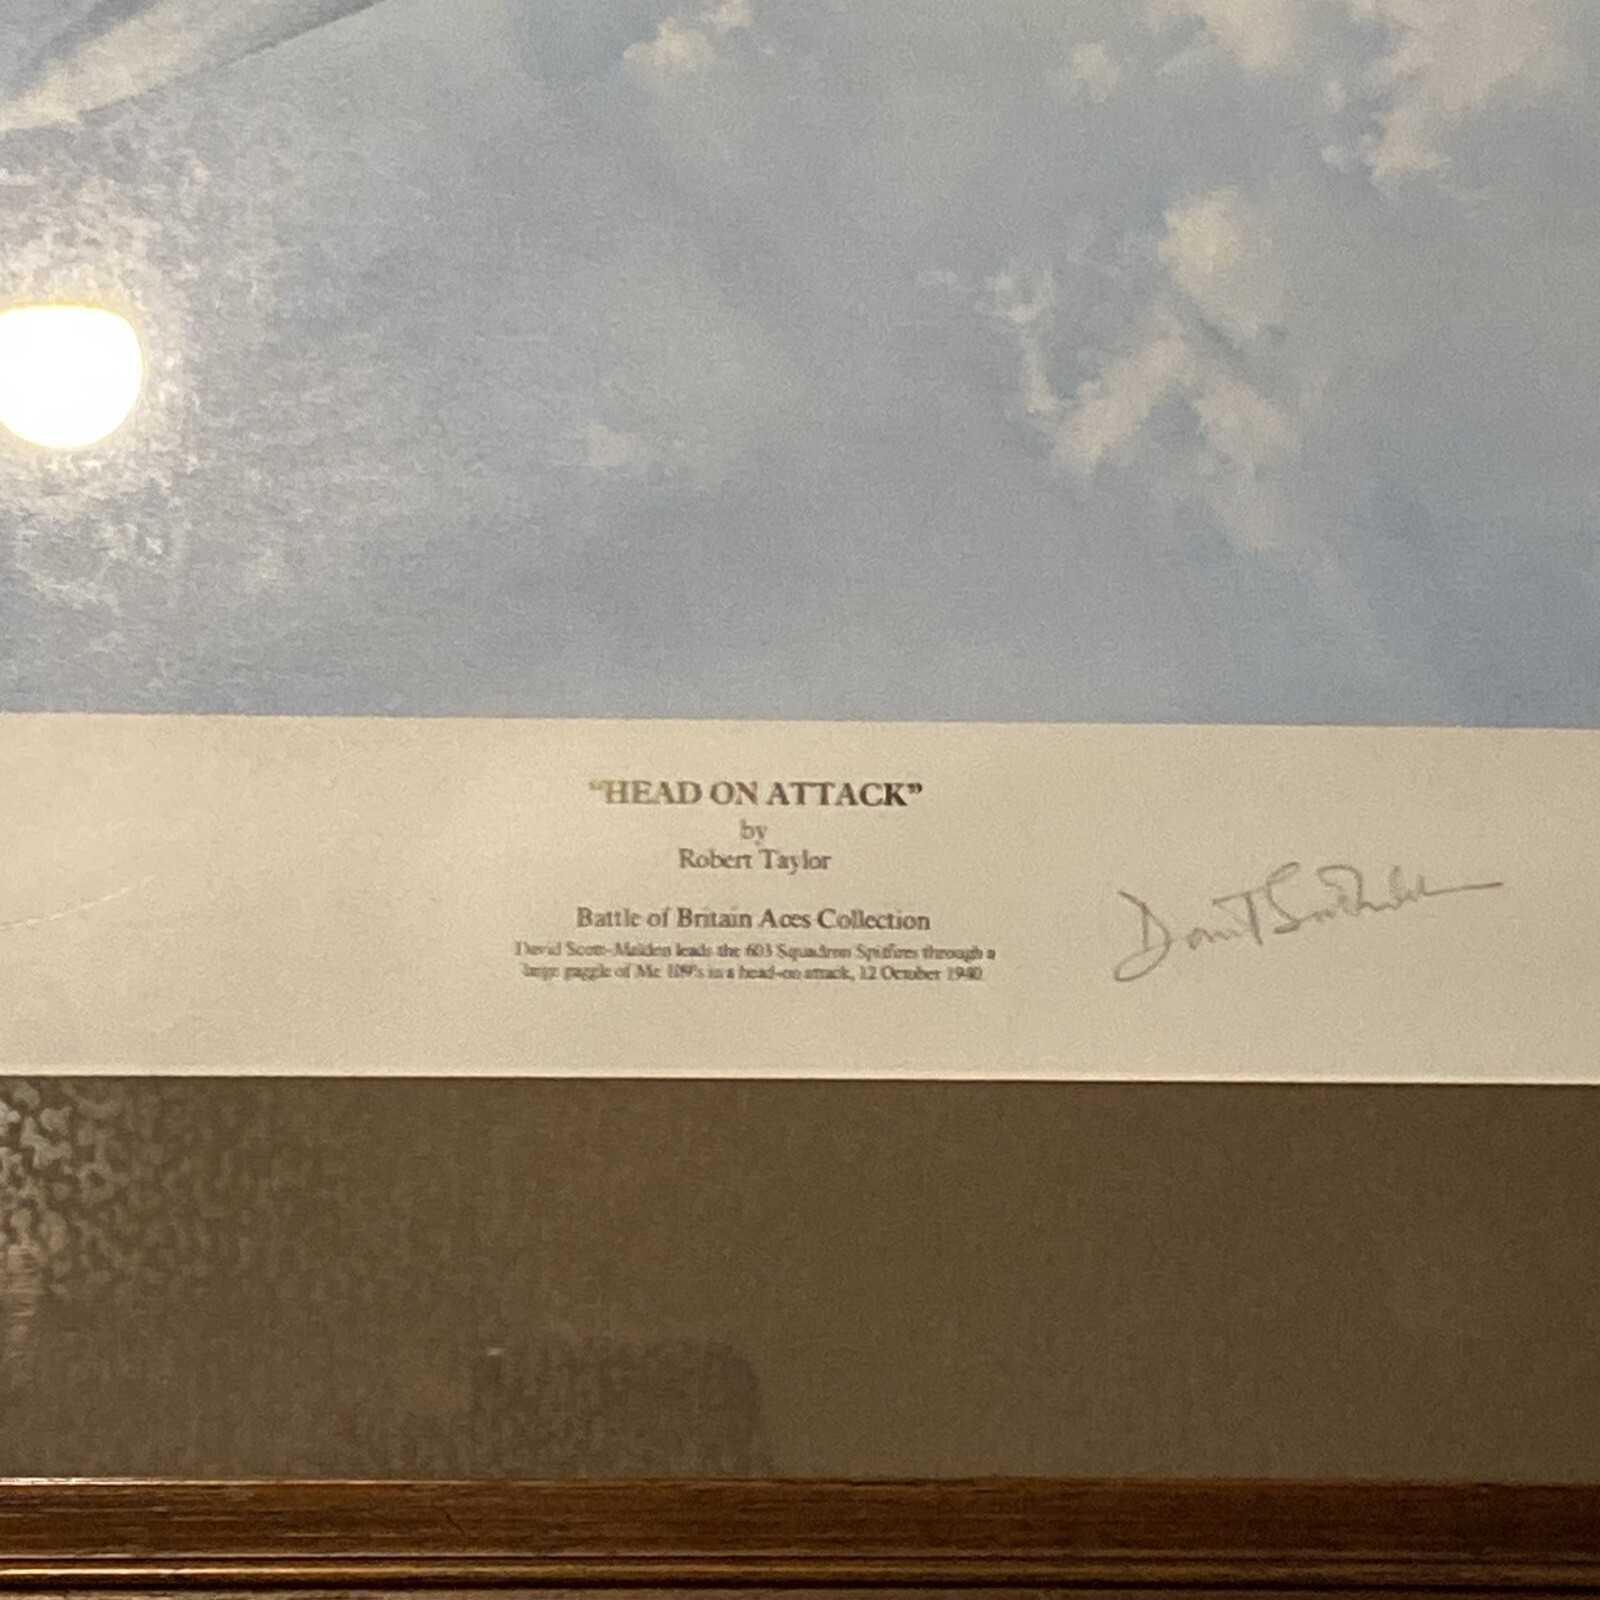 “HEAD ON ATTACK”
by
Robert Taylor
Battle of Britain Aces Collection
David Scott-Malden leads the 603 Squadron Spitfires through a
large gaggle of Me 109's in a head-on attack, 12 October 1940